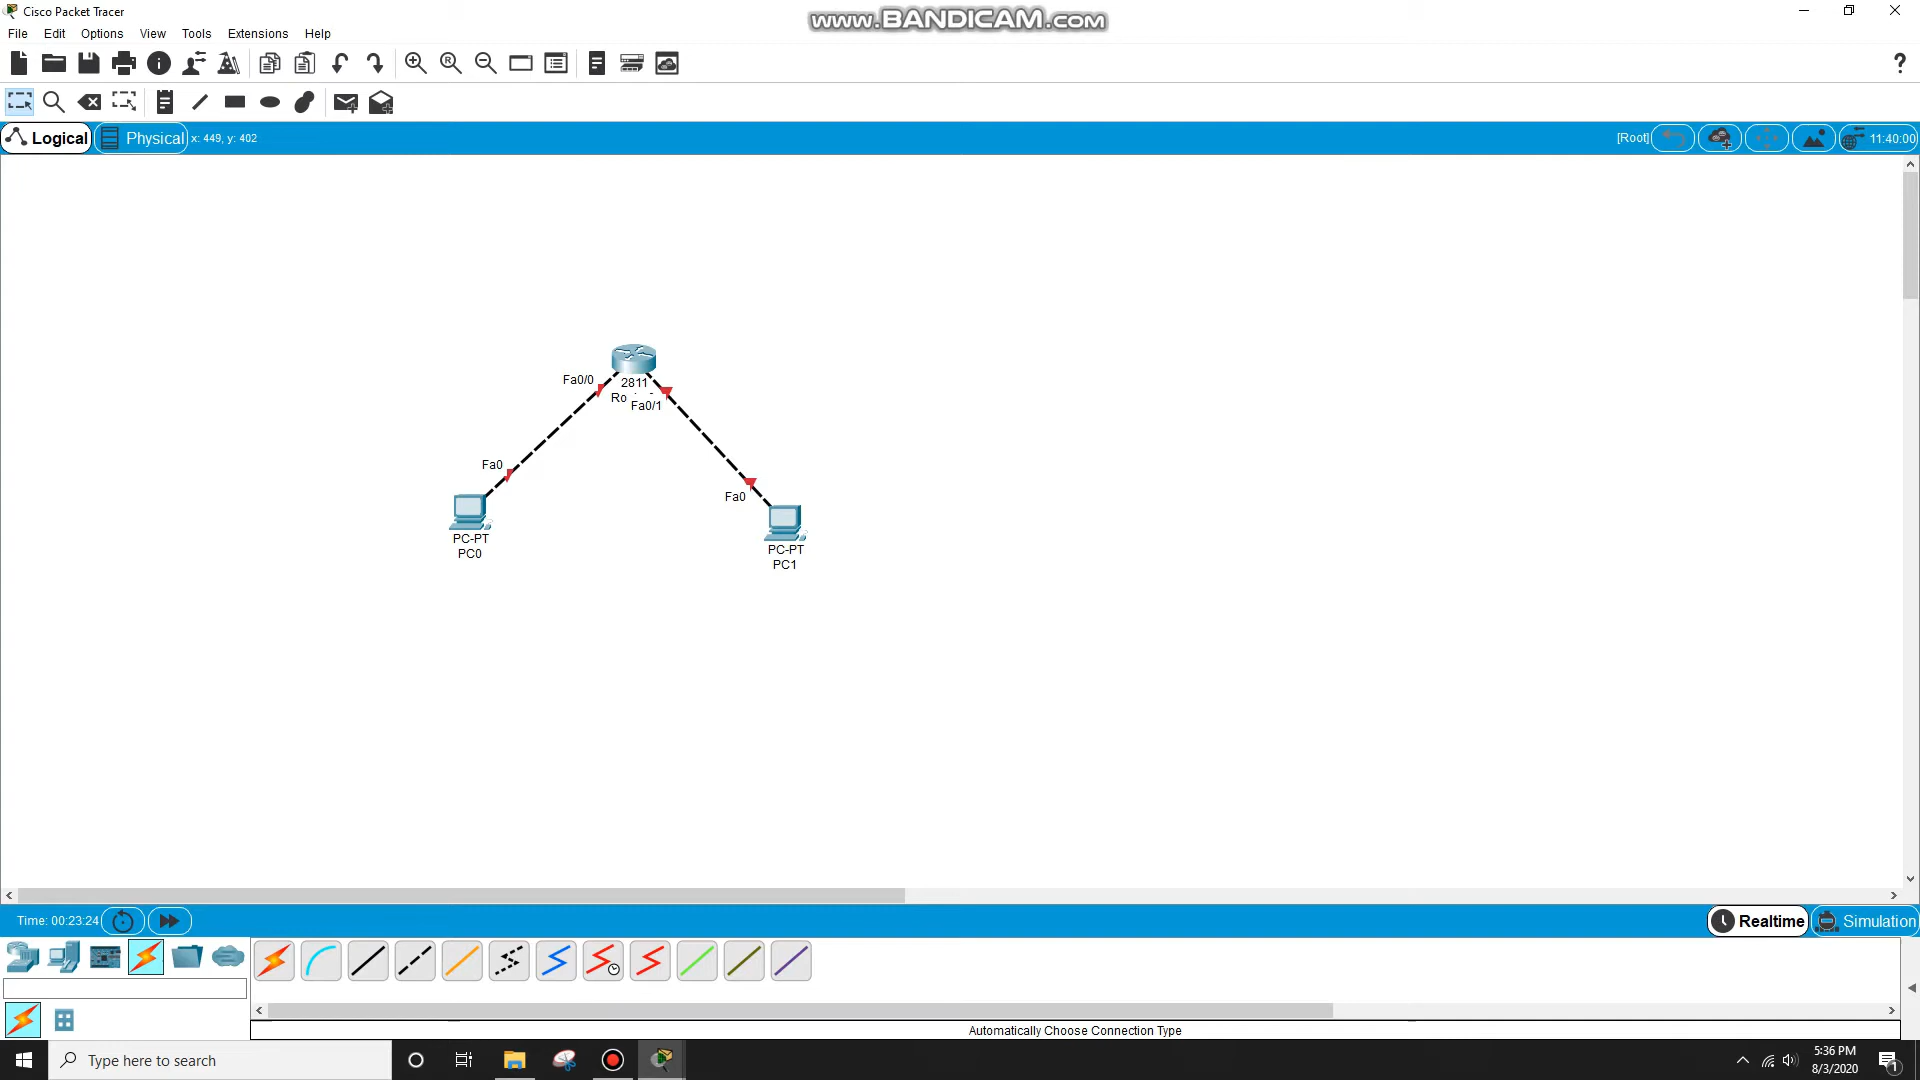 Cisco Packet Tracer
www.BANDICAM.com
File Edit Options View Tools Extensions Help
Logical Physical x: 449, y: 402 [Root] 11:40:00
2811
Fa0/0
Fa0/1
Fa0
Fa0
PC-PT
PC0
PC-PT
PC1
Time: 00:23:24 Realtime Simulation
Automatically Choose Connection Type
Type here to search
5:36 PM
8/3/2020
1